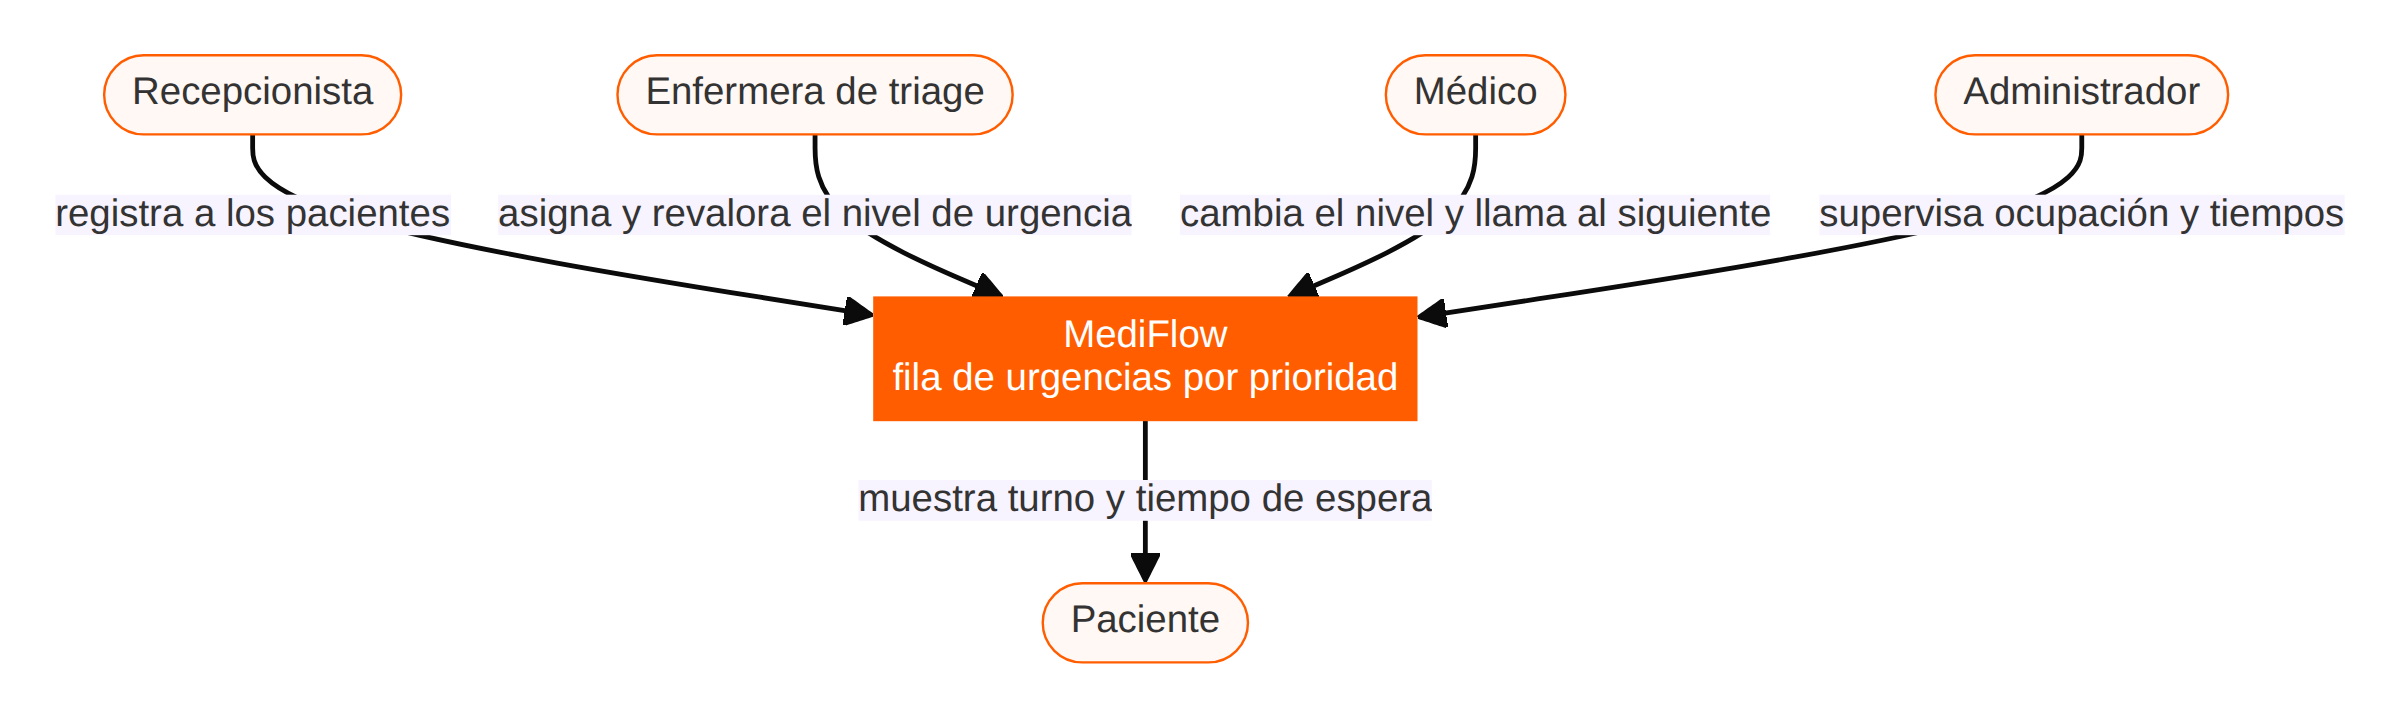 Recepcionista
Enfermera de triage
Médico
Administrador
registra a los pacientes
asigna y revalora el nivel de urgencia
cambia el nivel y llama al siguiente
supervisa ocupación y tiempos
MediFlow
fila de urgencias por prioridad
muestra turno y tiempo de espera
Paciente